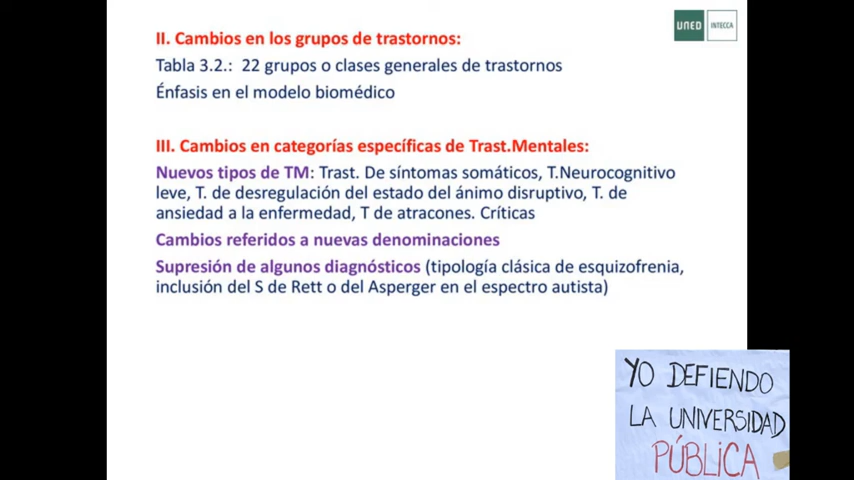 II. Cambios en los grupos de trastornos:
UNED INTECCA
Tabla 3.2.: 22 grupos o clases generales de trastornos
Énfasis en el modelo biomédico
III. Cambios en categorías específicas de Trast.Mentales:
Nuevos tipos de TM: Trast. De síntomas somáticos, T.Neurocognitivo
leve, T. de desregulación del estado del ánimo disruptivo, T. de
ansiedad a la enfermedad, T de atracones. Críticas
Cambios referidos a nuevas denominaciones
Supresión de algunos diagnósticos (tipología clásica de esquizofrenia,
inclusión del S de Rett o del Asperger en el espectro autista)
YO DEFIENDO
LA UNIVERSIDAD
PÚBLICA